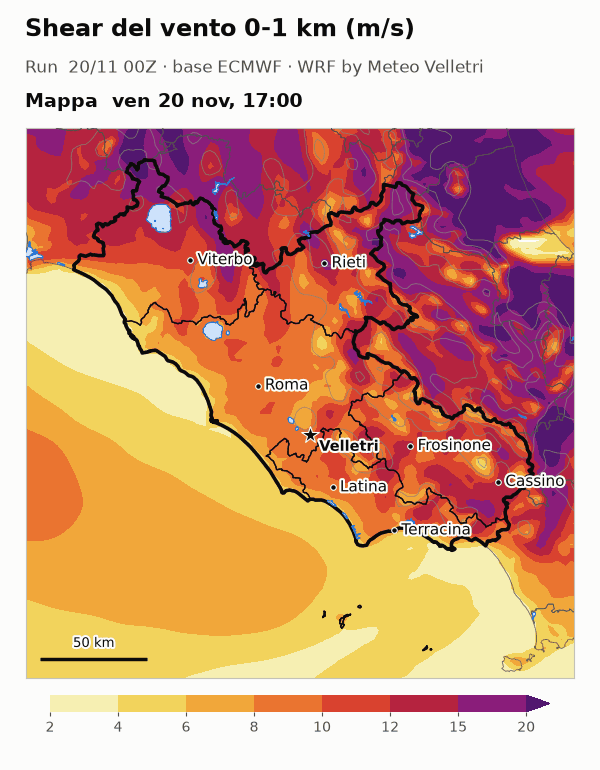 Shear del vento 0-1 km (m/s)
Run 20/11 00Z · base ECMWF · WRF by Meteo Velletri
Mappa ven 20 nov, 17:00
Viterbo
Rieti
Roma
Velletri
Frosinone
Latina
Cassino
Terracina
50 km
2 4 6 8 10 12 15 20